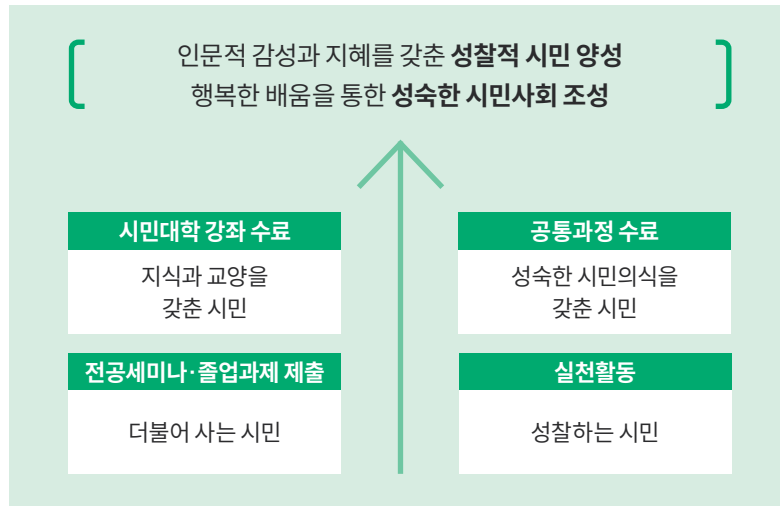 인문적 감성과 지혜를 갖춘 성찰적 시민 양성
행복한 배움을 통한 성숙한 시민사회 조성
시민대학 강좌 수료
지식과 교양을
갖춘 시민
공통과정 수료
성숙한 시민의식을
갖춘 시민
전공세미나·졸업과제 제출
더불어 사는 시민
실천활동
성찰하는 시민